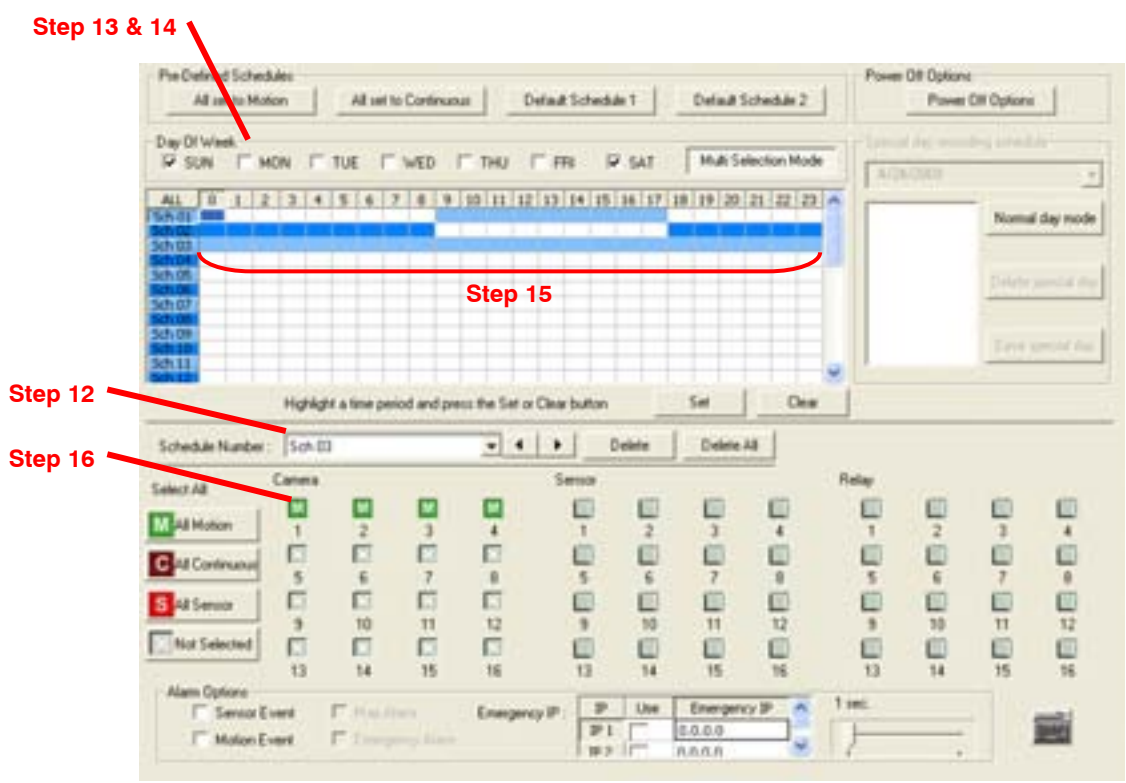 Step 13 & 14
Pre-Defined Schedules
All set to Motion
All set to Continuous
Default Schedule 1
Default Schedule 2
Power Off Options
Power Off Options
Day Of Week
SUN MON TUE WED THU FRI SAT
Multi Selection Mode
Special day recording schedule
ALL 0 1 2 3 4 5 6 7 8 9 10 11 12 13 14 15 16 17 18 19 20 21 22 23
Sch 01
Sch 02
Sch 03
Sch 04
Sch 05
Sch 06
Sch 07
Sch 08
Sch 09
Sch 10
Sch 11
Sch 12
Step 15
Normal day mode
Delete special day
Save special day
Step 12
Highlight a time period and press the Set or Clear button
Set
Clear
Schedule Number :
Sch 03
Delete
Delete All
Step 16
Select All
M All Motion
C All Continuous
S All Sensor
Not Selected
Camera
M M M M
1 2 3 4
5 6 7 8
9 10 11 12
13 14 15 16
Sensor
1 2 3 4
5 6 7 8
9 10 11 12
13 14 15 16
Relay
1 2 3 4
5 6 7 8
9 10 11 12
13 14 15 16
Alarm Options
Sensor Event
Motion Event
Emergency Alarm
Emergency IP :
IP Use Emergency IP
IP 1 0.0.0.0
IP 2 0.0.0.0
1 sec.